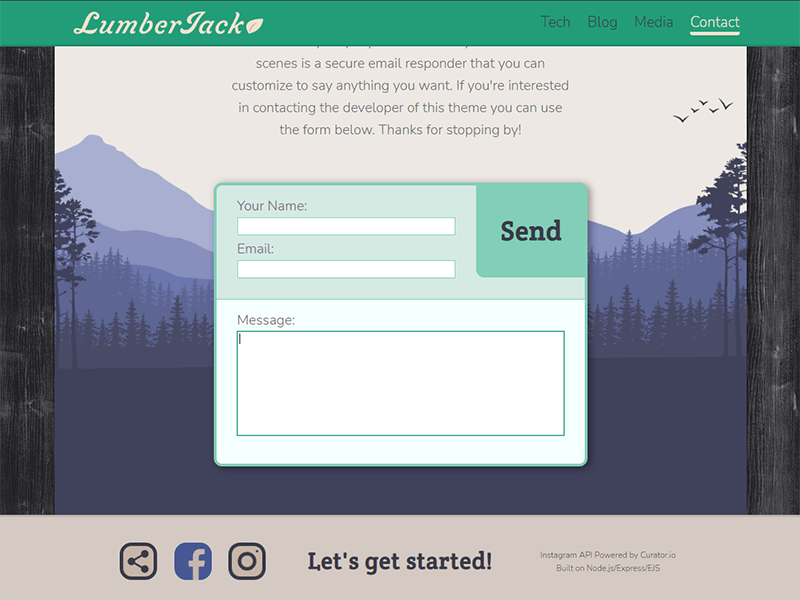 LumberJack
Tech Blog Media Contact
scenes is a secure email responder that you can
customize to say anything you want. If you're interested
in contacting the developer of this theme you can use
the form below. Thanks for stopping by!
Your Name:
Send
Email:
Message:
Let's get started!
Instagram API Powered by Curator.io
Built on Node.js/Express/EJS